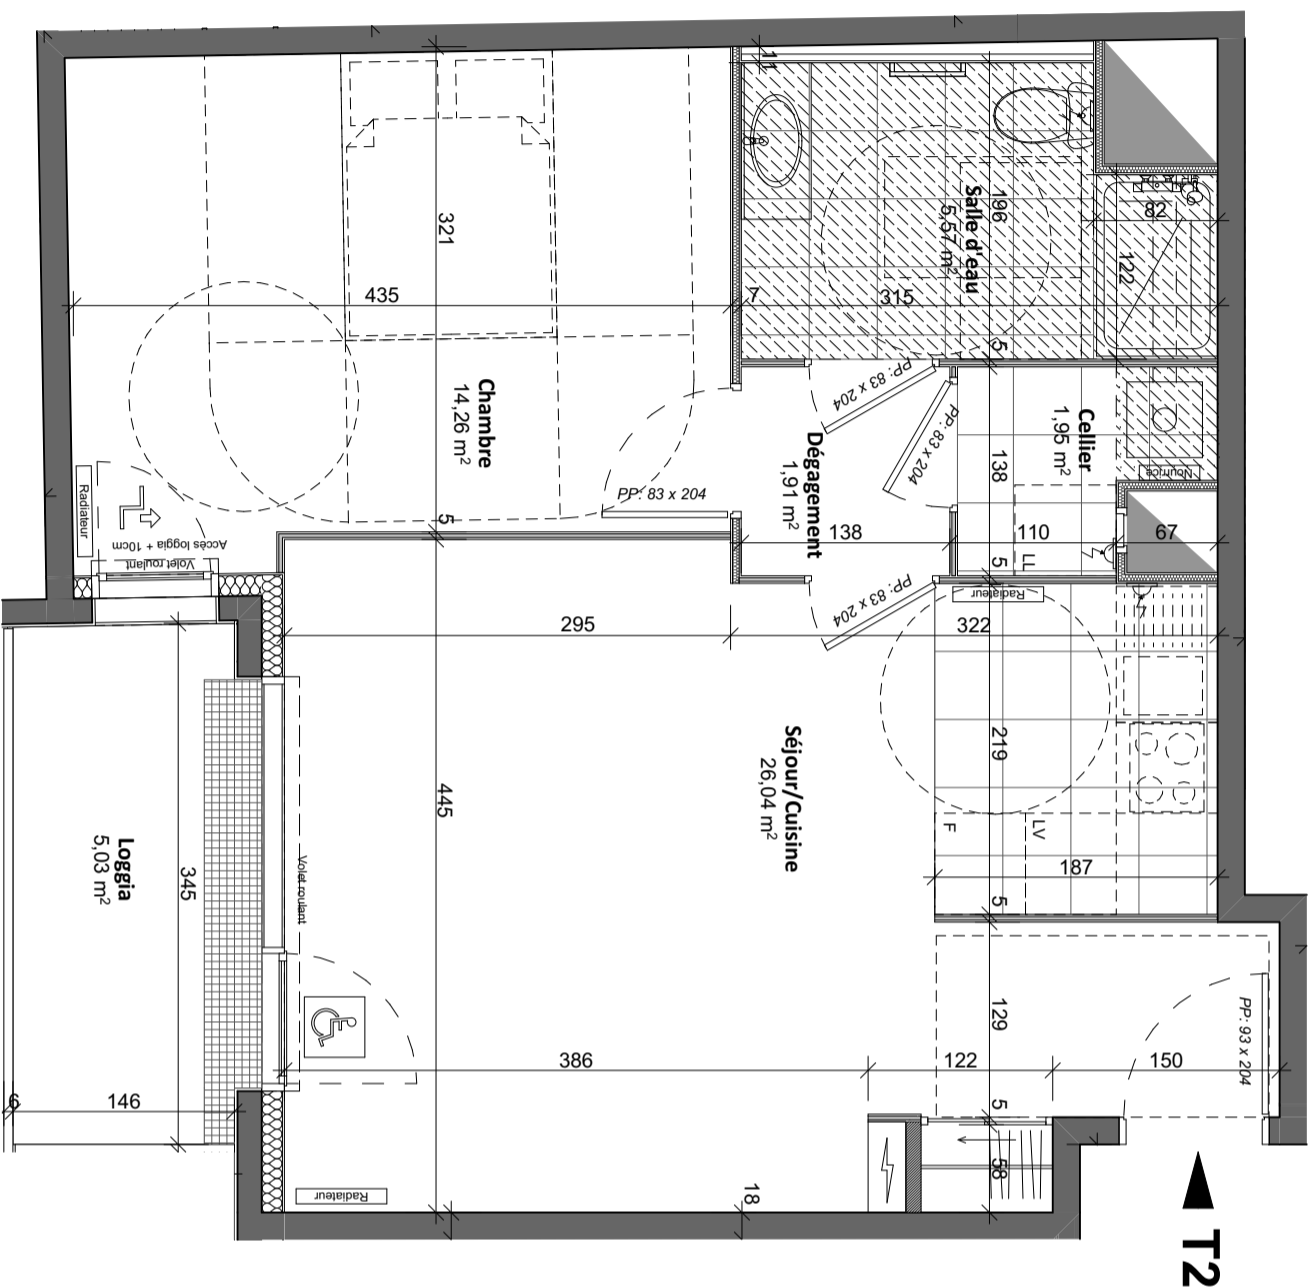 11
321
435
196
Salle d'eau
5,57 m²
82
122
7
315
5
PP: 83 x 204
PP: 83 x 204
Chambre
14,26 m²
Cellier
1,95 m²
Dégagement
1,91 m²
138
Nourrice
PP: 83 x 204
5
Radiateur
Accès loggia + 10cm
Volet roulant
138
110
67
5
LL
PP: 83 x 204
Radiateur
295
322
219
Séjour/Cuisine
26,04 m²
445
F
LV
187
5
Loggia
5,03 m²
345
Volet roulant
129
PP: 93 x 204
386
122
150
6
146
5
58
18
Radiateur
T2